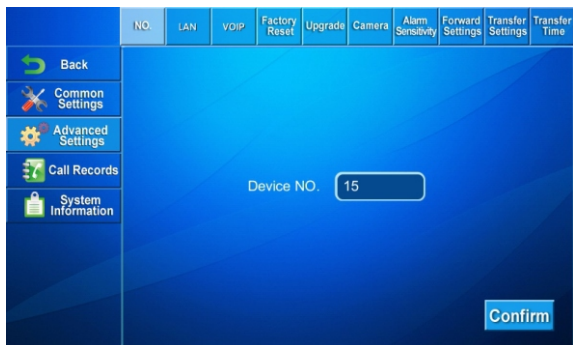 NO.
LAN
VOIP
Factory
Reset
Upgrade
Camera
Alarm
Sensitivity
Forward
Settings
Transfer
Settings
Transfer
Time
Back
Common
Settings
Advanced
Settings
Call Records
System
Information
Device NO. 15
Confirm